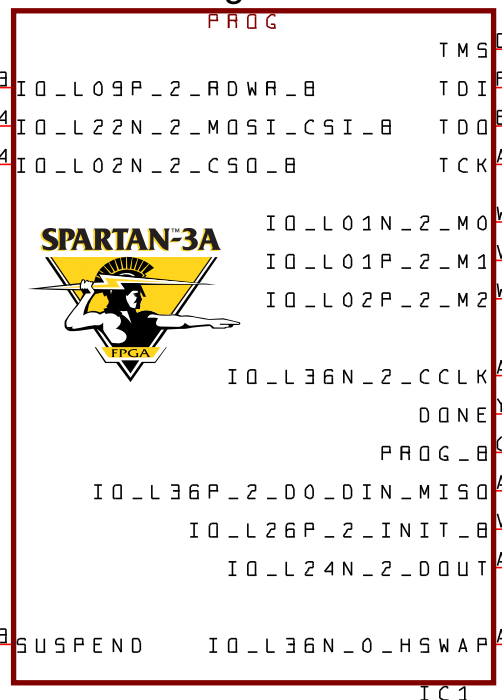 PROG
TMS
IO_L09P_2_RDWR_B TDI
IO_L22N_2_MOSI_CSI_B TDO
IO_L02N_2_CSO_B TCK
SPARTAN-3A
™
FPGA
IO_L01N_2_M0
IO_L01P_2_M1
IO_L02P_2_M2
IO_L36N_2_CCLK
DONE
PROG_B
IO_L36P_2_D0_DIN_MISO
IO_L26P_2_INIT_B
IO_L24N_2_DOUT
SUSPEND IO_L36N_0_HSWAP
IC1